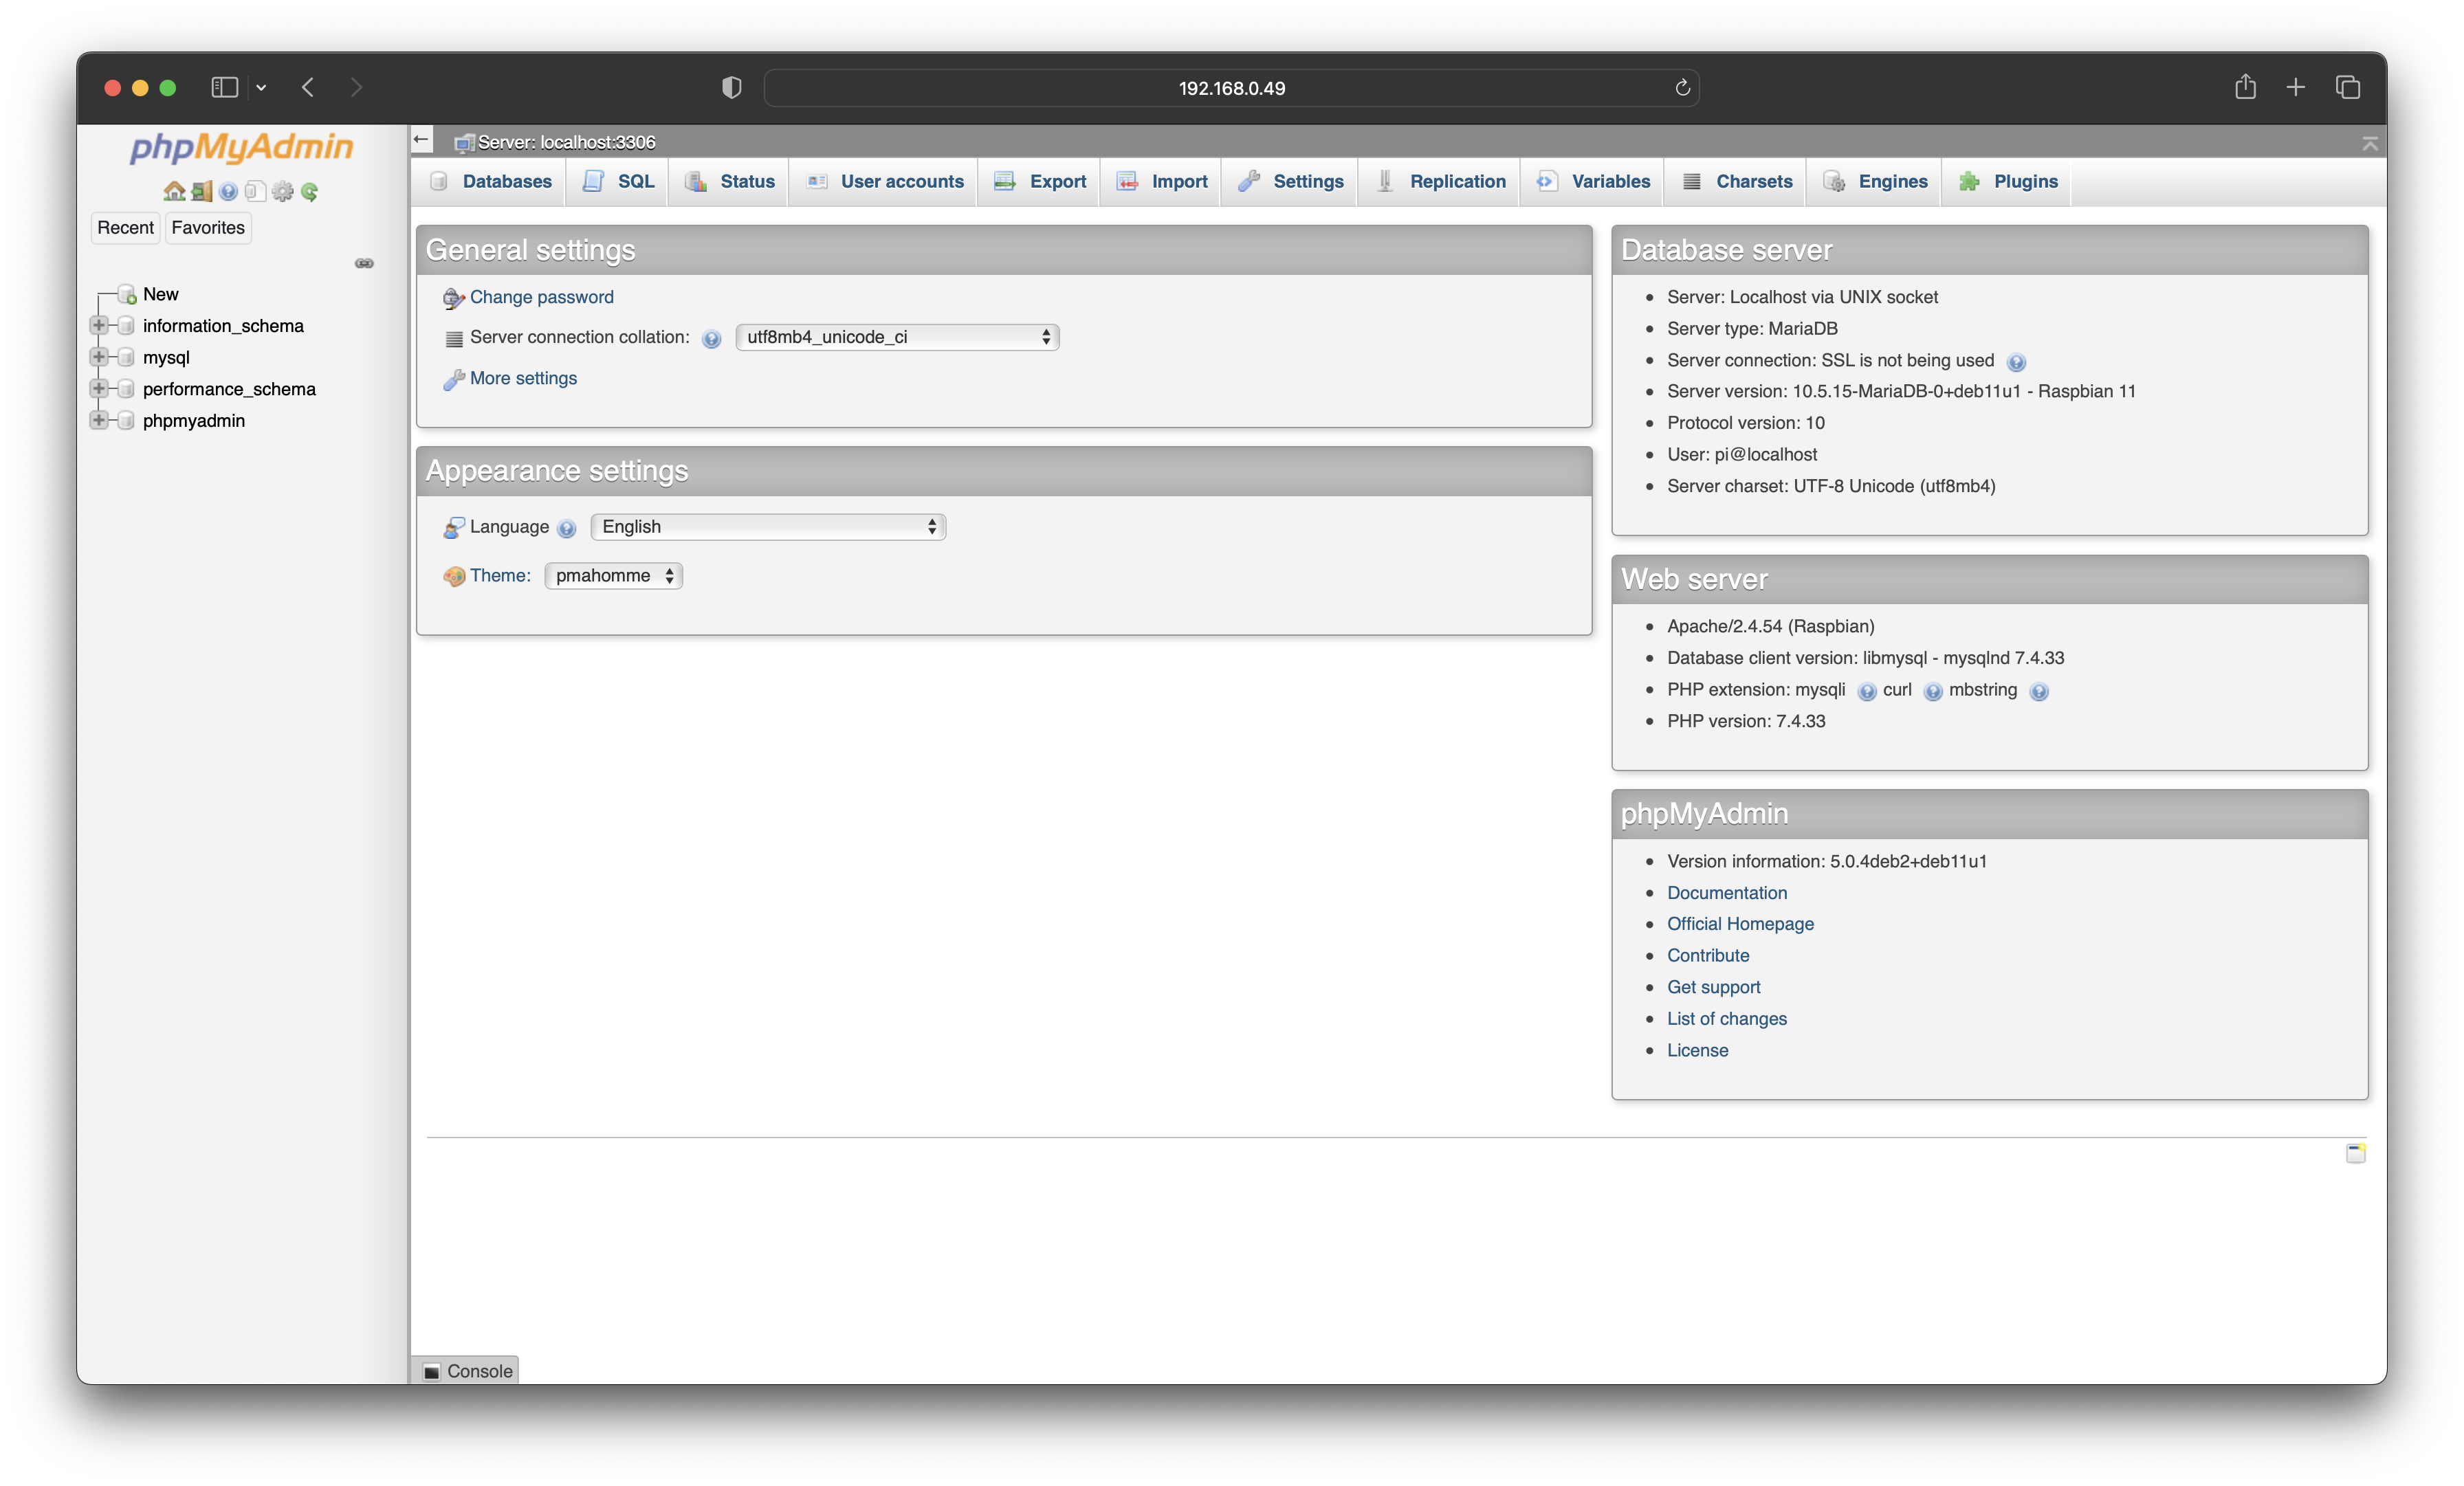 192.168.0.49
phpMyAdmin
Recent Favorites
New
information_schema
mysql
performance_schema
phpmyadmin
Server: localhost:3306
Databases SQL Status User accounts Export Import Settings Replication Variables Charsets Engines Plugins
General settings
Change password
Server connection collation: utf8mb4_unicode_ci
More settings
Appearance settings
Language English
Theme: pmahomme
Database server
Server: Localhost via UNIX socket
Server type: MariaDB
Server connection: SSL is not being used
Server version: 10.5.15-MariaDB-0+deb11u1 - Raspbian 11
Protocol version: 10
User: pi@localhost
Server charset: UTF-8 Unicode (utf8mb4)
Web server
Apache/2.4.54 (Raspbian)
Database client version: libmysql - mysqlnd 7.4.33
PHP extension: mysqli curl mbstring
PHP version: 7.4.33
phpMyAdmin
Version information: 5.0.4deb2+deb11u1
Documentation
Official Homepage
Contribute
Get support
List of changes
License
Console